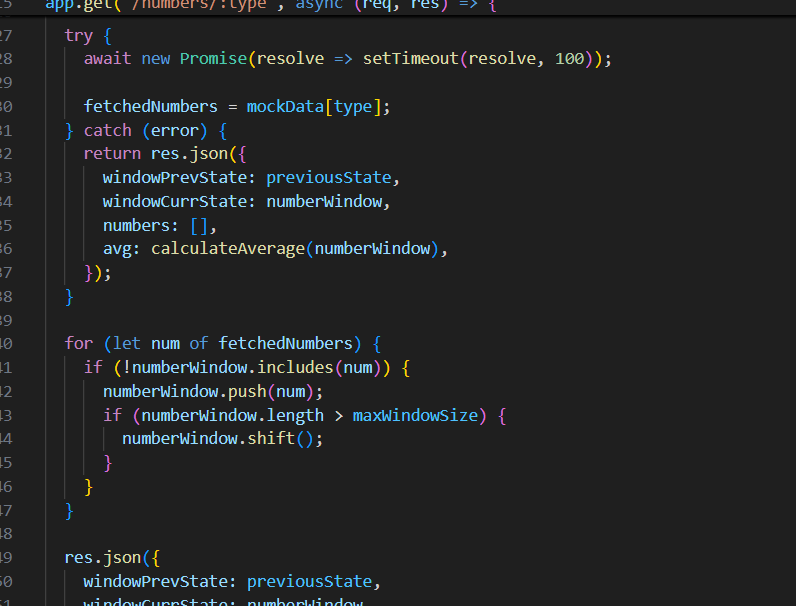 app.get('/numbers/:type', async (req, res) => {
27 try {
28 await new Promise(resolve => setTimeout(resolve, 100));
29
30 fetchedNumbers = mockData[type];
31 } catch (error) {
32 return res.json({
33 windowPrevState: previousState,
34 windowCurrState: numberWindow,
35 numbers: [],
36 avg: calculateAverage(numberWindow),
37 });
38 }
39
40 for (let num of fetchedNumbers) {
41 if (!numberWindow.includes(num)) {
42 numberWindow.push(num);
43 if (numberWindow.length > maxWindowSize) {
44 numberWindow.shift();
45 }
46 }
47 }
48
49 res.json({
50 windowPrevState: previousState,
51 windowCurrState: numberWindow